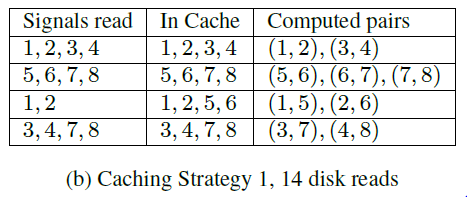 Signals read In Cache Computed pairs
1, 2, 3, 4 1, 2, 3, 4 (1, 2), (3, 4)
5, 6, 7, 8 5, 6, 7, 8 (5, 6), (6, 7), (7, 8)
1, 2 1, 2, 5, 6 (1, 5), (2, 6)
3, 4, 7, 8 3, 4, 7, 8 (3, 7), (4, 8)
(b) Caching Strategy 1, 14 disk reads